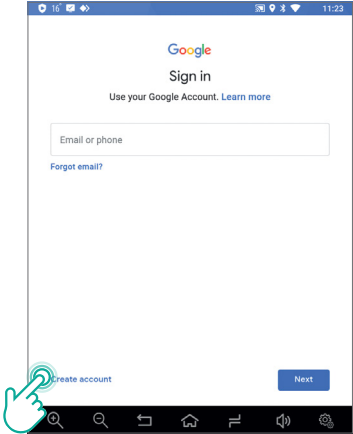 16° 11:23
Google
Sign in
Use your Google Account. Learn more
Email or phone
Forgot email?
Create account Next